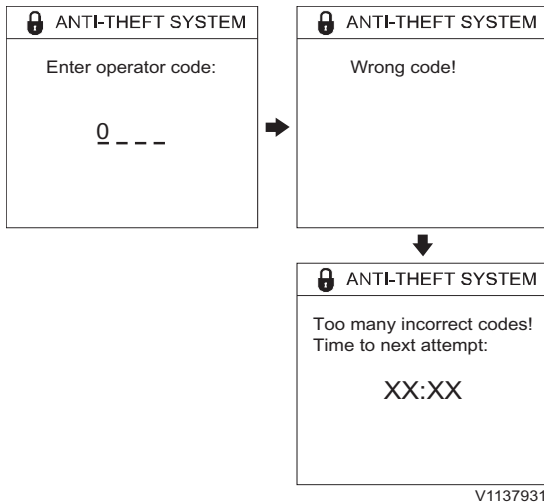 ANTI-THEFT SYSTEM
Enter operator code:
0 _ _ _
ANTI-THEFT SYSTEM
Wrong code!
ANTI-THEFT SYSTEM
Too many incorrect codes!
Time to next attempt:
XX:XX
V1137931